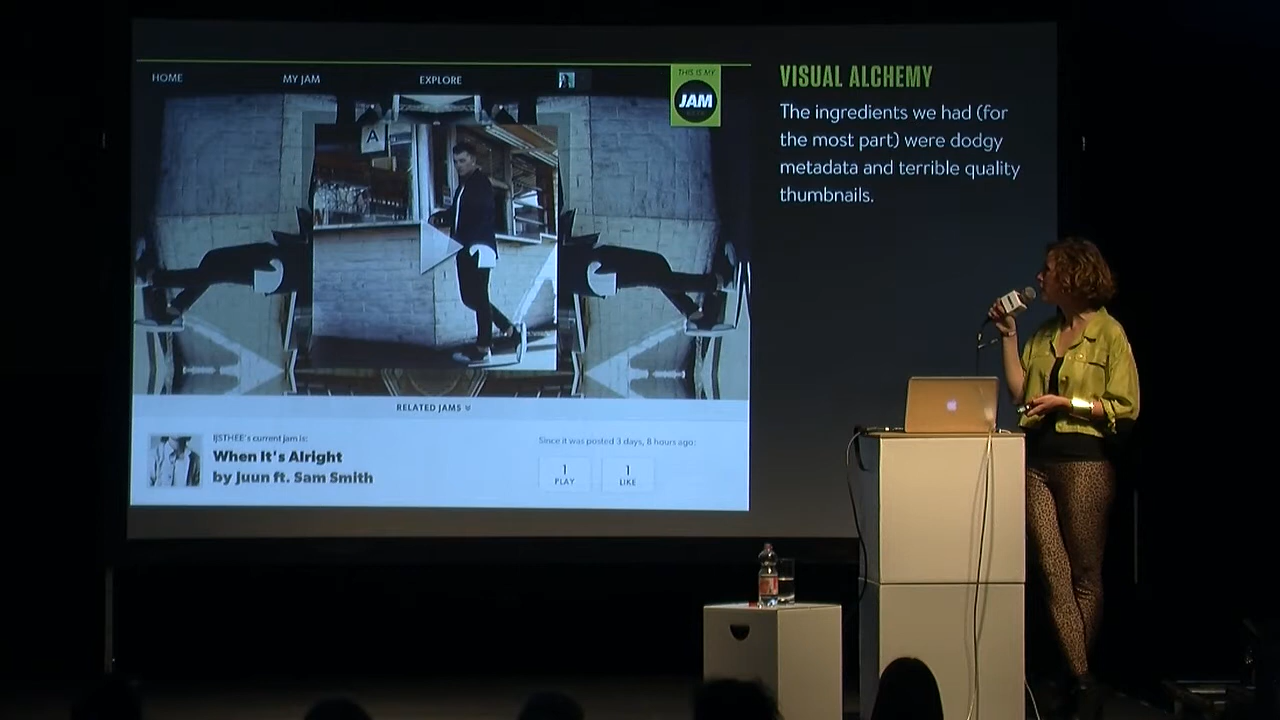 HOME
MY JAM
EXPLORE
THIS IS MY
JAM
A
VISUAL ALCHEMY
The ingredients we had (for
the most part) were dodgy
metadata and terrible quality
thumbnails.
RELATED JAMS
IJSTHEE's current jam is:
When It's Alright
by Juun ft. Sam Smith
Since it was posted 3 days, 8 hours ago:
1
PLAY
1
LIKE